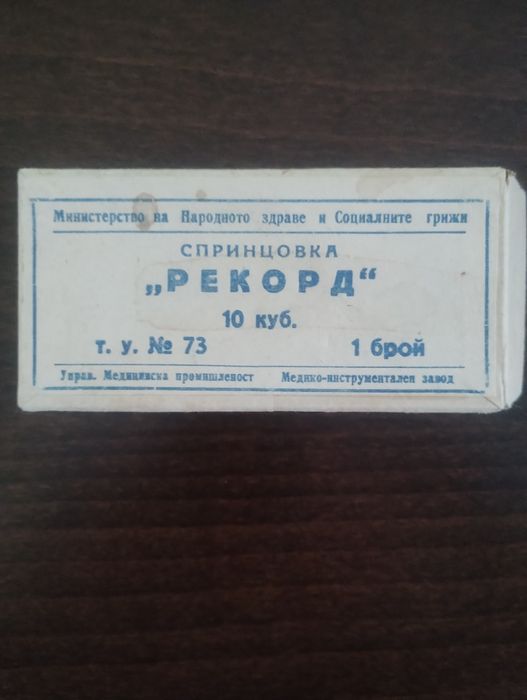 Министерство на Народното здраве и Социалните грижи
СПРИНЦОВКА
„РЕКОРД“
10 куб.
т. у. № 73 1 брой
Управ. Медицинска промишленост Медико-инструментален завод